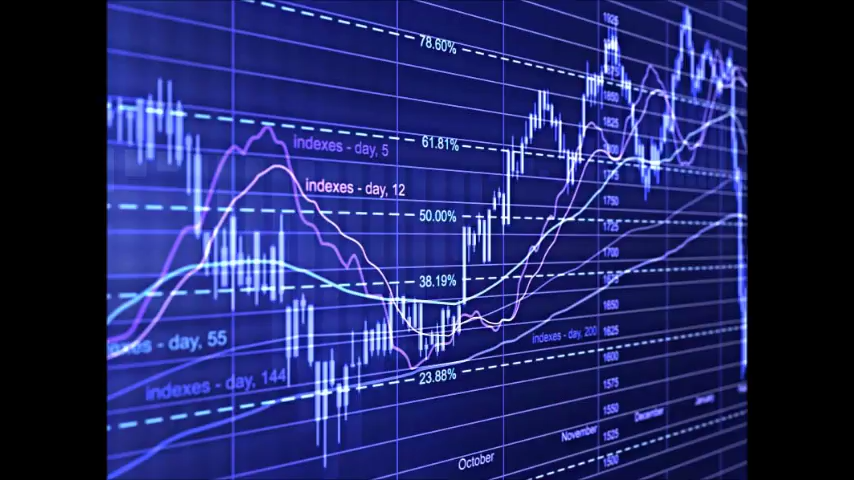 78.60%
indexes - day, 5
61.81%
indexes - day, 12
50.00%
38.19%
indexes - day, 55
indexes - day, 200
indexes - day, 144
23.88%
1925
1850
1825
1800
1775
1750
1725
1700
1675
1650
1625
1600
1575
1550
1525
1500
October
November
December
January